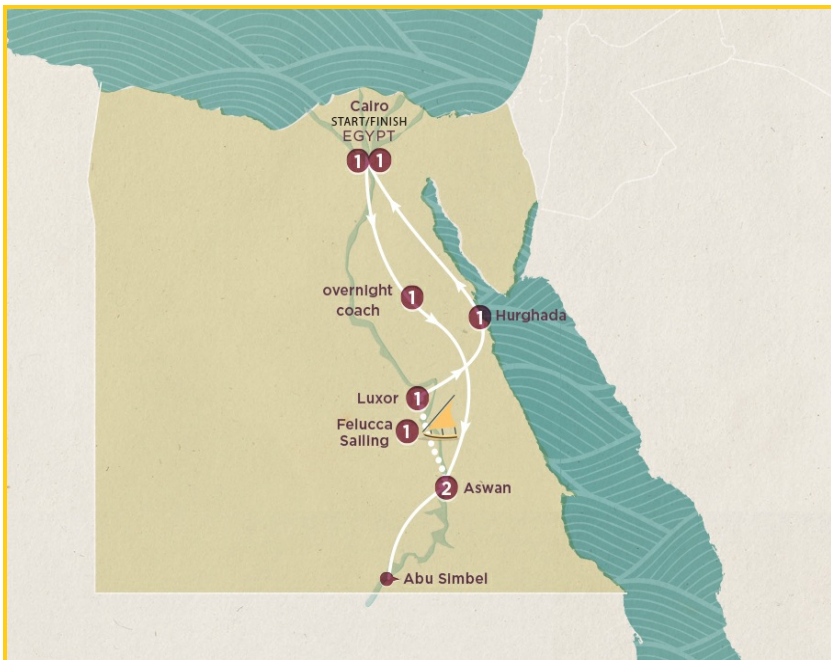 Cairo
START/FINISH
EGYPT
1 1
overnight
coach
1
1 Hurghada
Luxor 1
Felucca
Sailing
1
2 Aswan
Abu Simbel